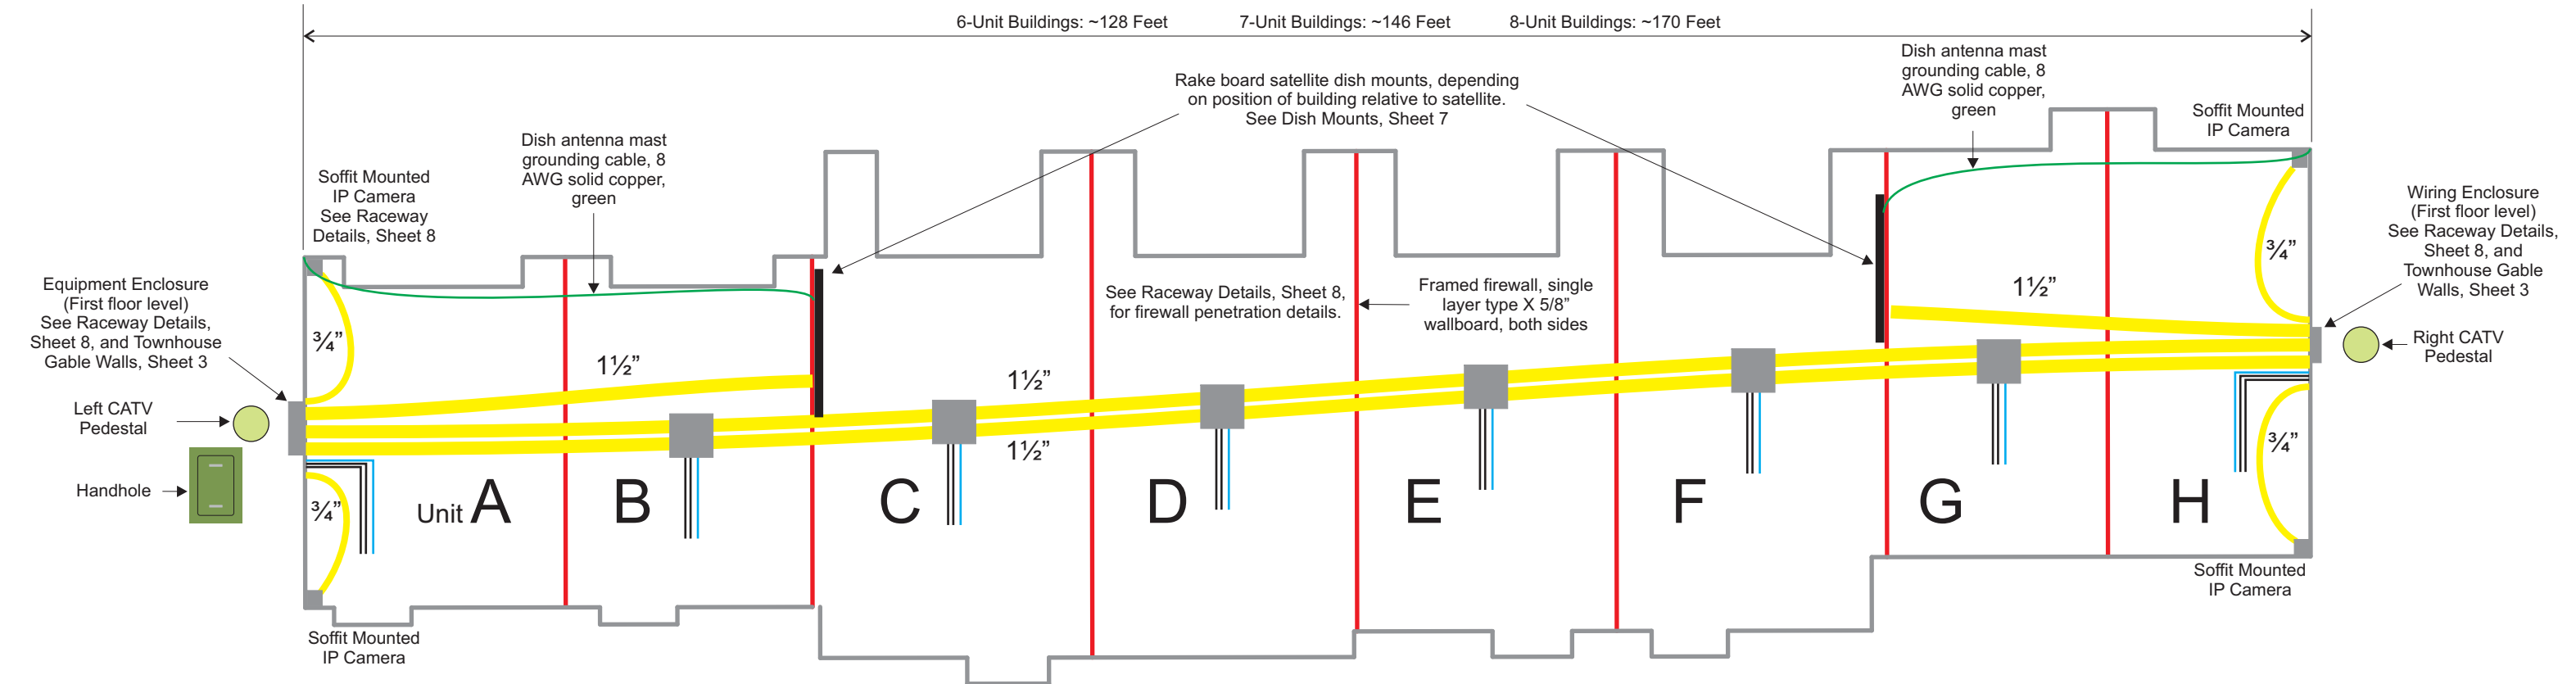 6-Unit Buildings: ~128 Feet
7-Unit Buildings: ~146 Feet
8-Unit Buildings: ~170 Feet
Dish antenna mast
grounding cable, 8
AWG solid copper,
green
Rake board satellite dish mounts, depending
on position of building relative to satellite.
See Dish Mounts, Sheet 7
Soffit Mounted
IP Camera
Dish antenna mast
grounding cable, 8
AWG solid copper,
green
Soffit Mounted
IP Camera
See Raceway
Details, Sheet 8
Wiring Enclosure
(First floor level)
See Raceway Details,
Sheet 8, and
Townhouse Gable
Walls, Sheet 3
Equipment Enclosure
(First floor level)
See Raceway Details,
Sheet 8, and Townhouse
Gable Walls, Sheet 3
See Raceway Details, Sheet 8,
for firewall penetration details.
Framed firewall, single
layer type X 5/8”
wallboard, both sides
¾”
1½”
¾”
1½”
1½”
Right CATV
Pedestal
Left CATV
Pedestal
1½”
¾”
Handhole
¾”
Unit A
B
C
D
E
F
G
H
Soffit Mounted
IP Camera
Soffit Mounted
IP Camera